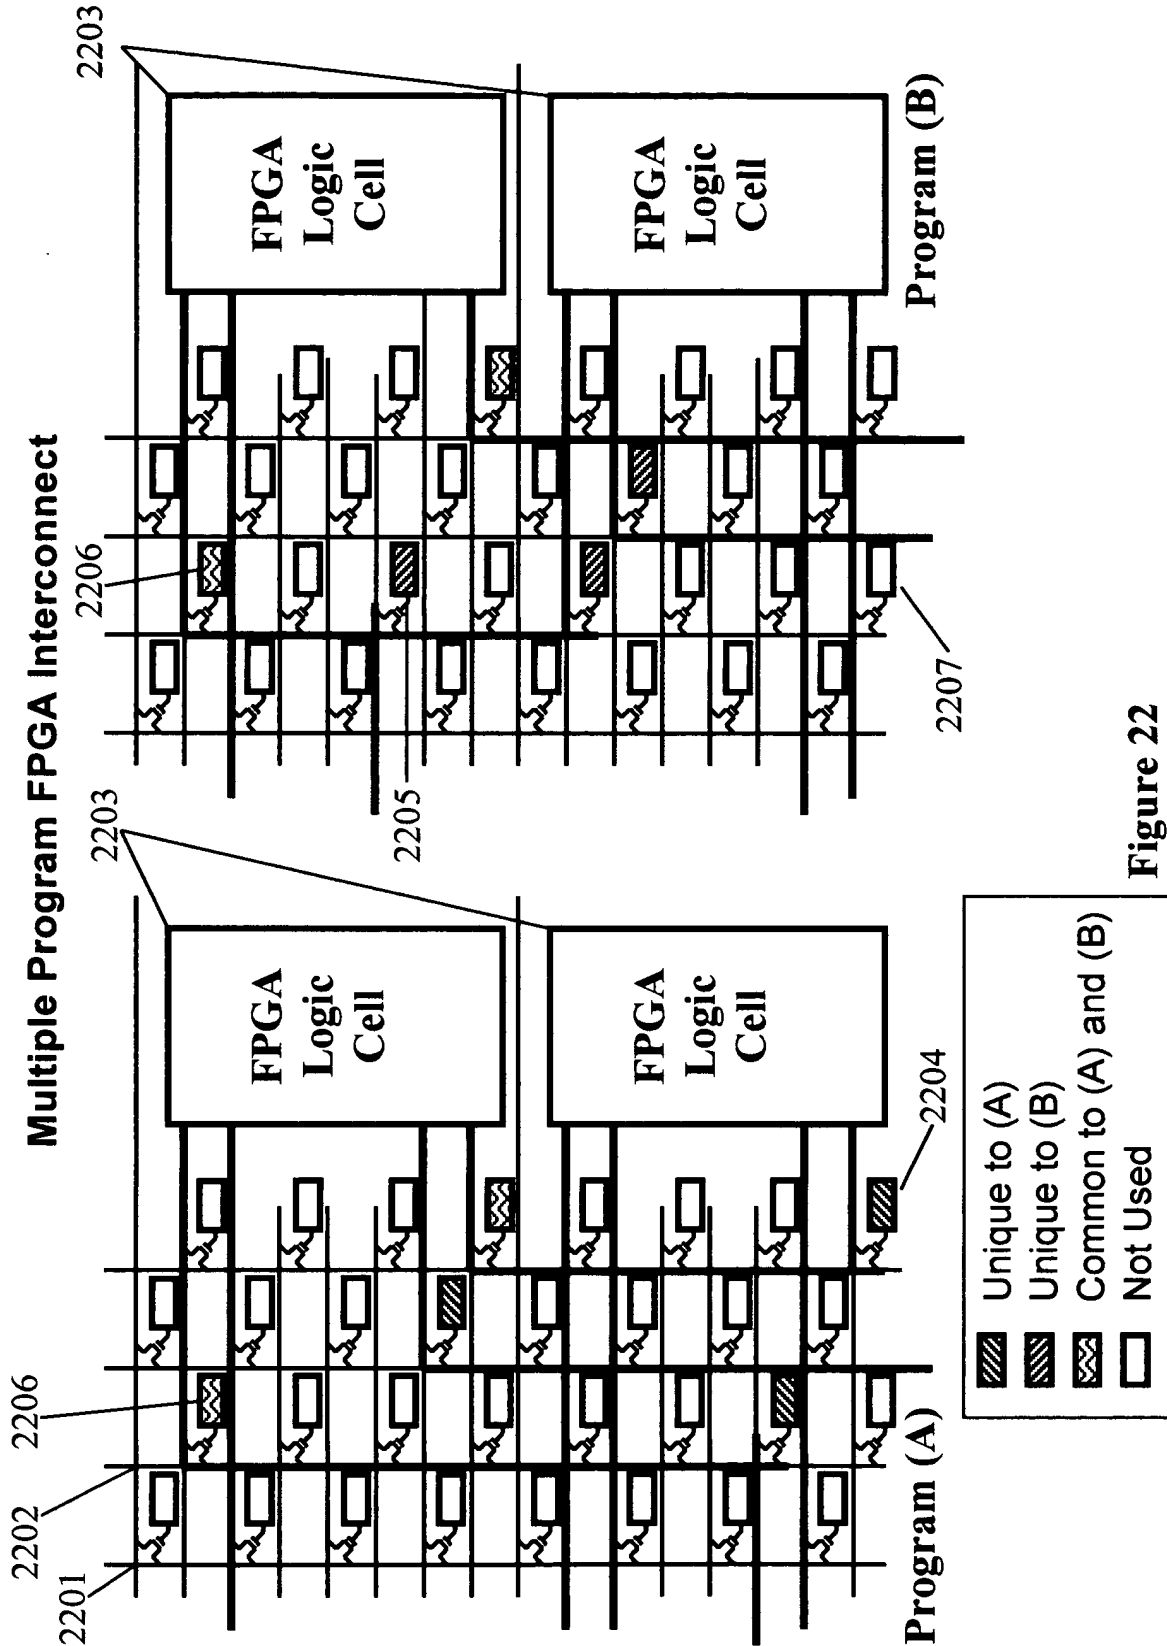 Multiple Program FPGA Interconnect
2201
2202
2206
2203
2206
2203
FPGA
Logic
Cell
FPGA
Logic
Cell
FPGA
Logic
Cell
FPGA
Logic
Cell
2205
2204
2207
Program (A)
Program (B)
Unique to (A)
Unique to (B)
Common to (A) and (B)
Not Used
Figure 22